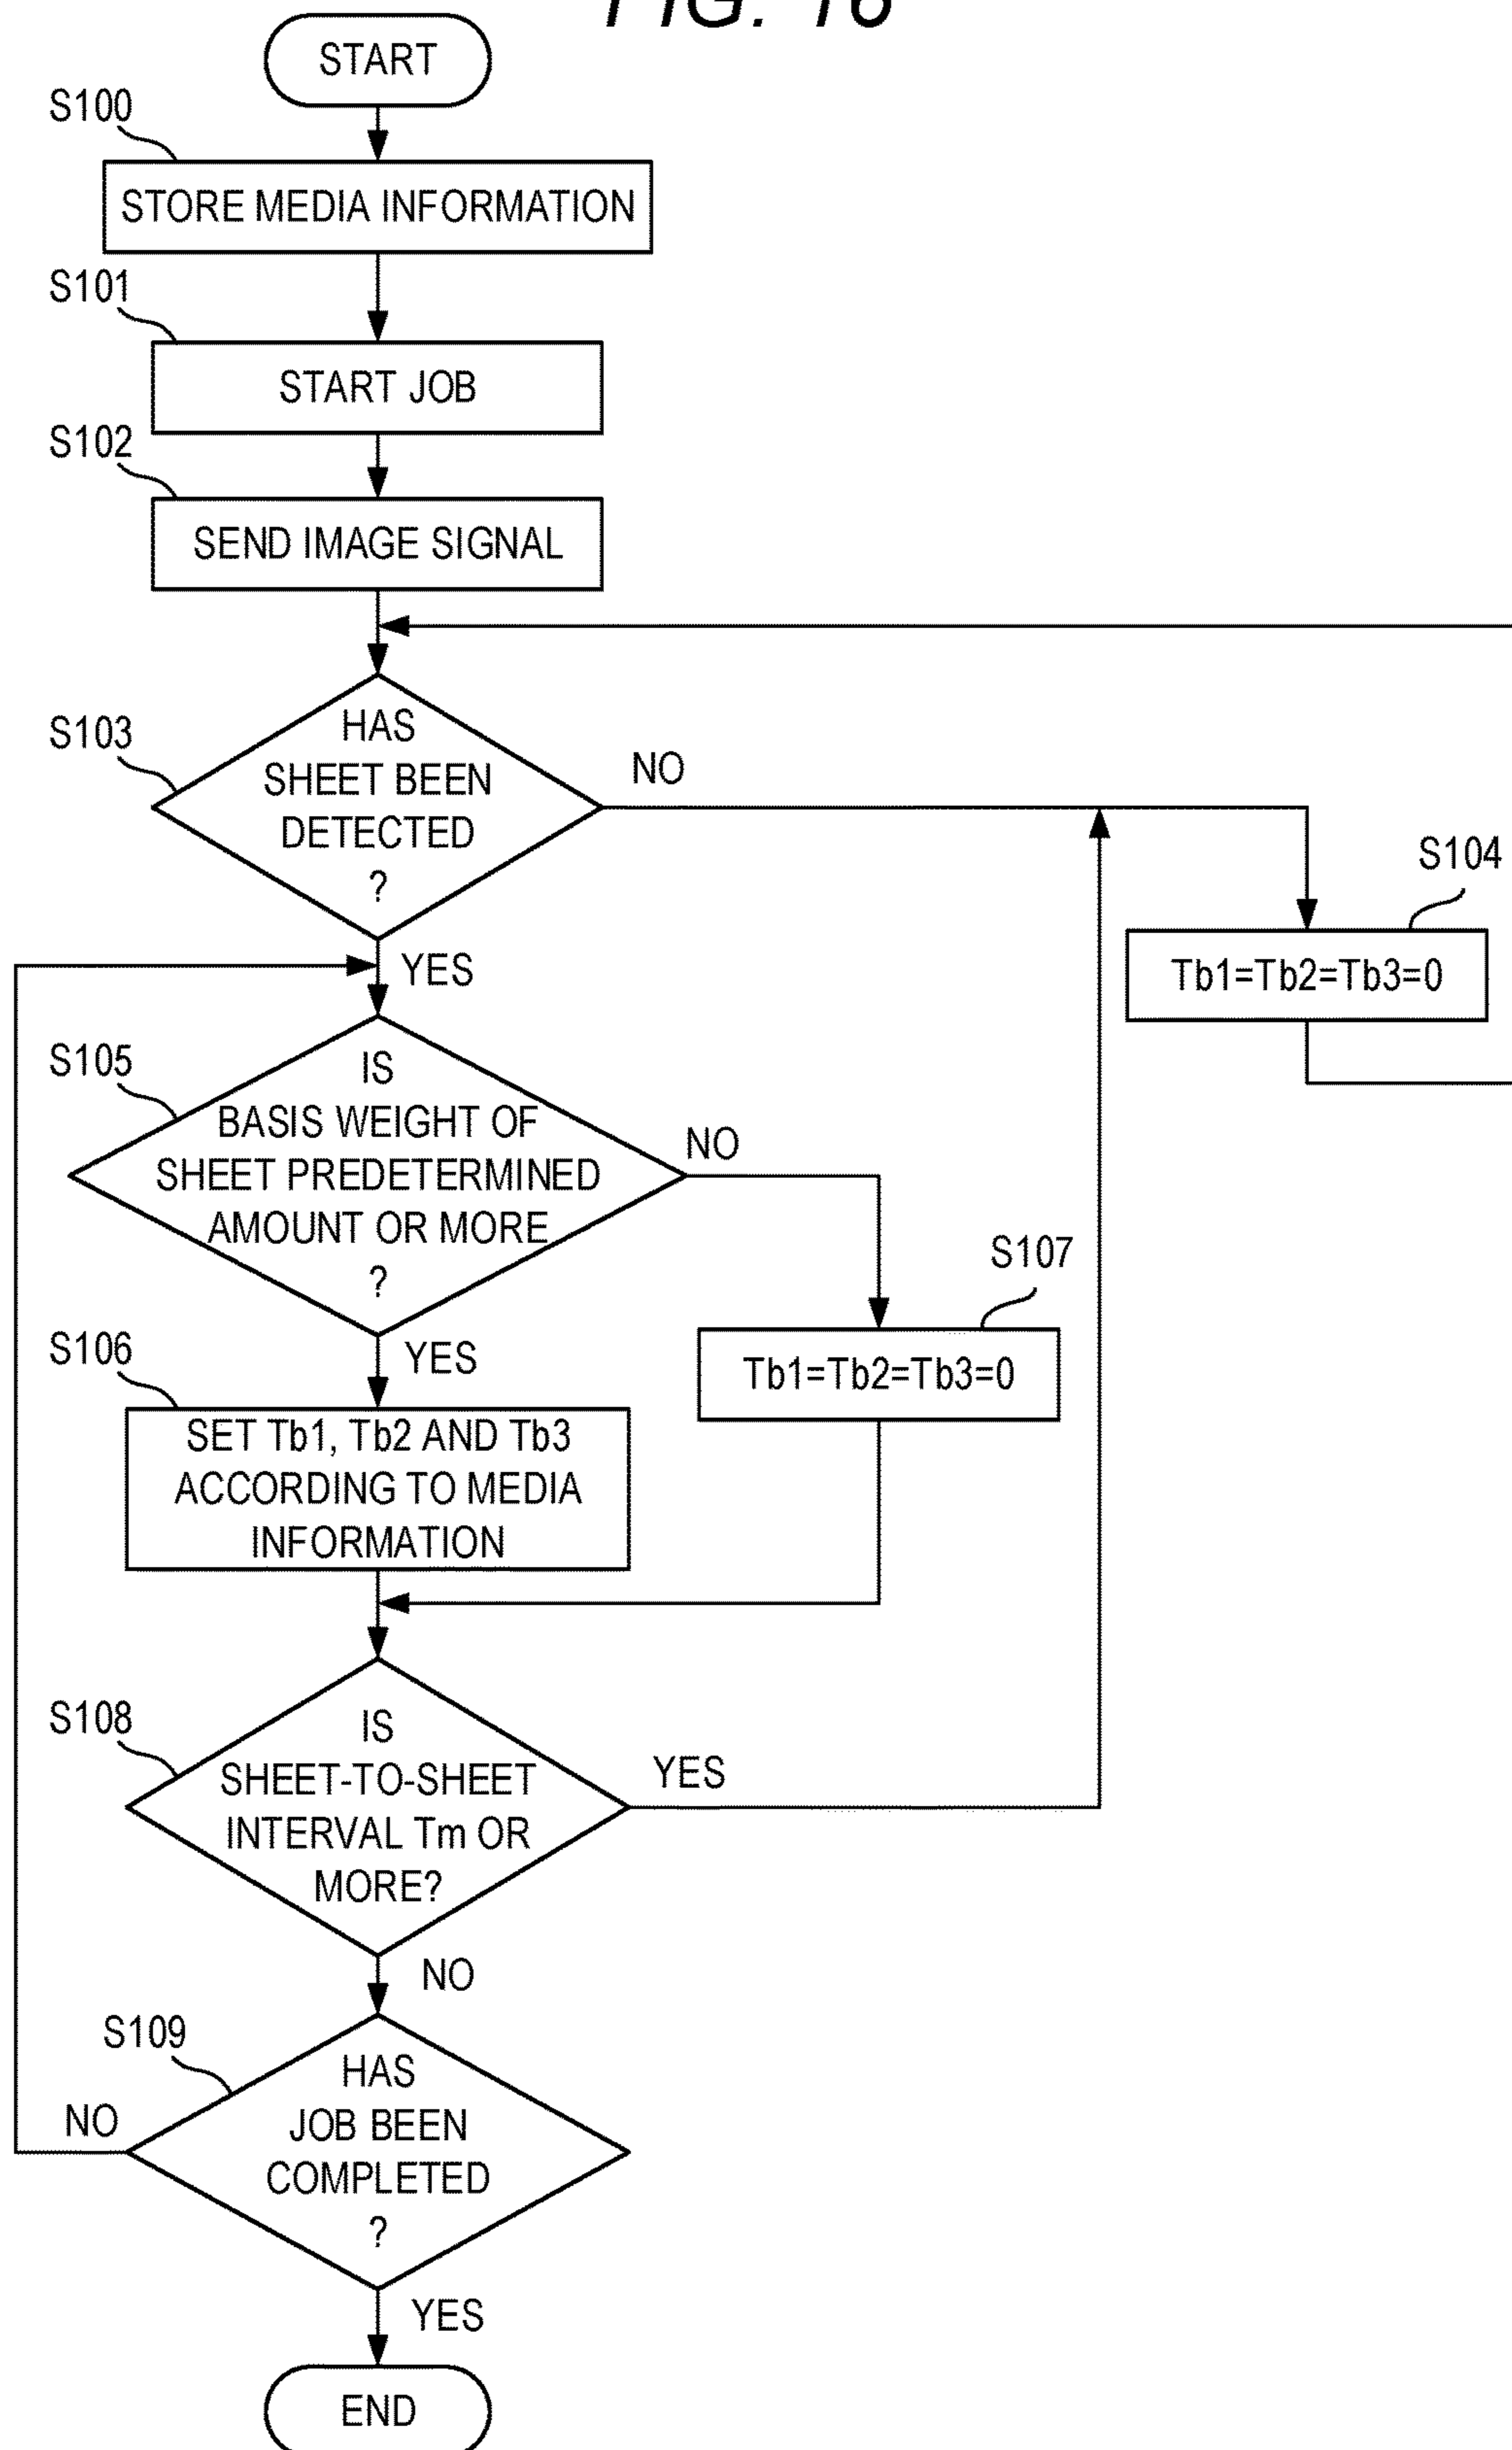 FIG. 16
START
S100
STORE MEDIA INFORMATION
S101
START JOB
S102
SEND IMAGE SIGNAL
S103
HAS
SHEET BEEN
DETECTED
?
NO
YES
S104
Tb1=Tb2=Tb3=0
S105
IS
BASIS WEIGHT OF
SHEET PREDETERMINED
AMOUNT OR MORE
?
NO
YES
S107
Tb1=Tb2=Tb3=0
S106
SET Tb1, Tb2 AND Tb3
ACCORDING TO MEDIA
INFORMATION
S108
IS
SHEET-TO-SHEET
INTERVAL Tm OR
MORE?
YES
NO
S109
HAS
JOB BEEN
COMPLETED
?
NO
YES
END